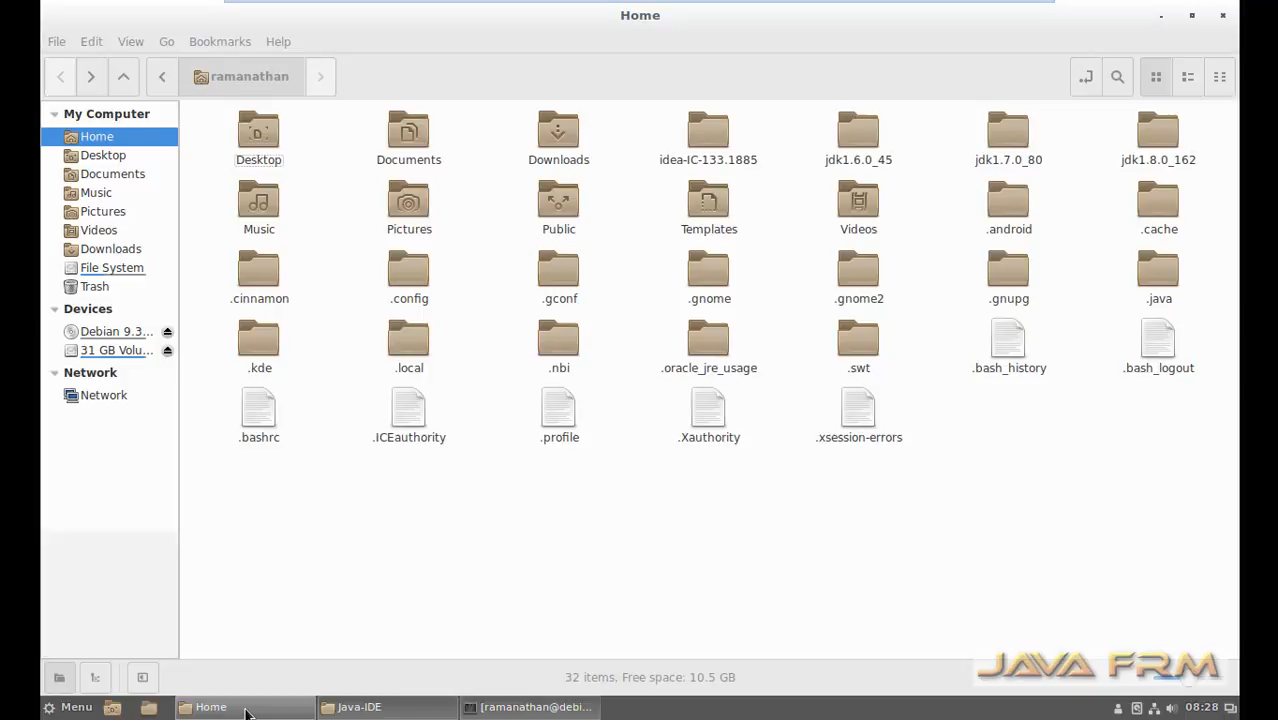 Home
File Edit View Go Bookmarks Help
ramanathan
My Computer
Home
Desktop
Documents
Music
Pictures
Videos
Downloads
File System
Trash
Devices
Debian 9.3...
31 GB Volu...
Network
Network
Desktop Documents Downloads idea-IC-133.1885 jdk1.6.0_45 jdk1.7.0_80 jdk1.8.0_162
Music Pictures Public Templates Videos .android .cache
.cinnamon .config .gconf .gnome .gnome2 .gnupg .java
.kde .local .nbi .oracle_jre_usage .swt .bash_history .bash_logout
.bashrc .ICEauthority .profile .Xauthority .xsession-errors
32 items, Free space: 10.5 GB
JAVA FRM
Menu Home Java-IDE [ramanathan@debi... 08:28